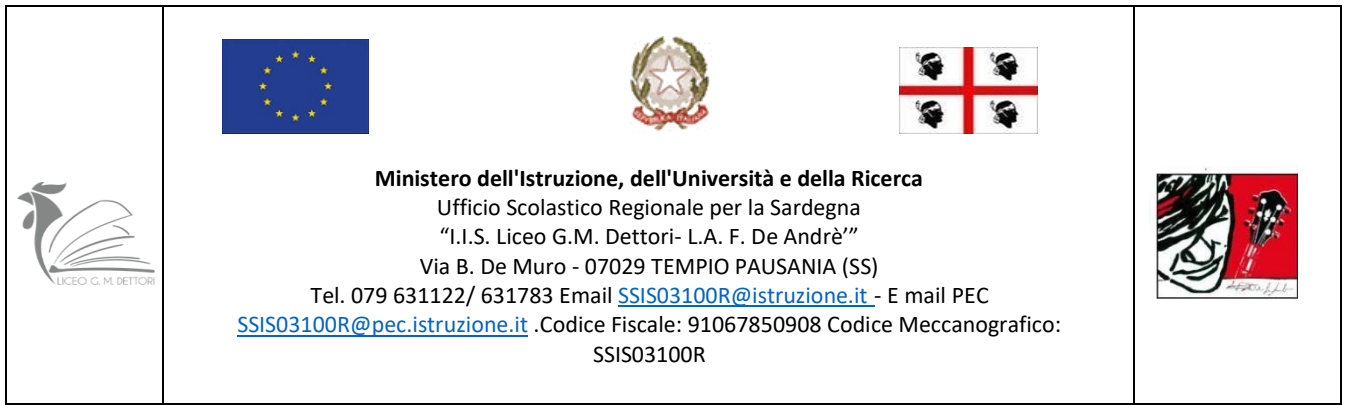 Ministero dell'Istruzione, dell'Università e della Ricerca
Ufficio Scolastico Regionale per la Sardegna
“I.I.S. Liceo G.M. Dettori- L.A. F. De Andrè’”
Via B. De Muro - 07029 TEMPIO PAUSANIA (SS)
Tel. 079 631122/ 631783 Email SSIS03100R@istruzione.it - E mail PEC
SSIS03100R@pec.istruzione.it .Codice Fiscale: 91067850908 Codice Meccanografico:
SSIS03100R
LICEO G. M. DETTORI
REPVBBLICA ITALIANA